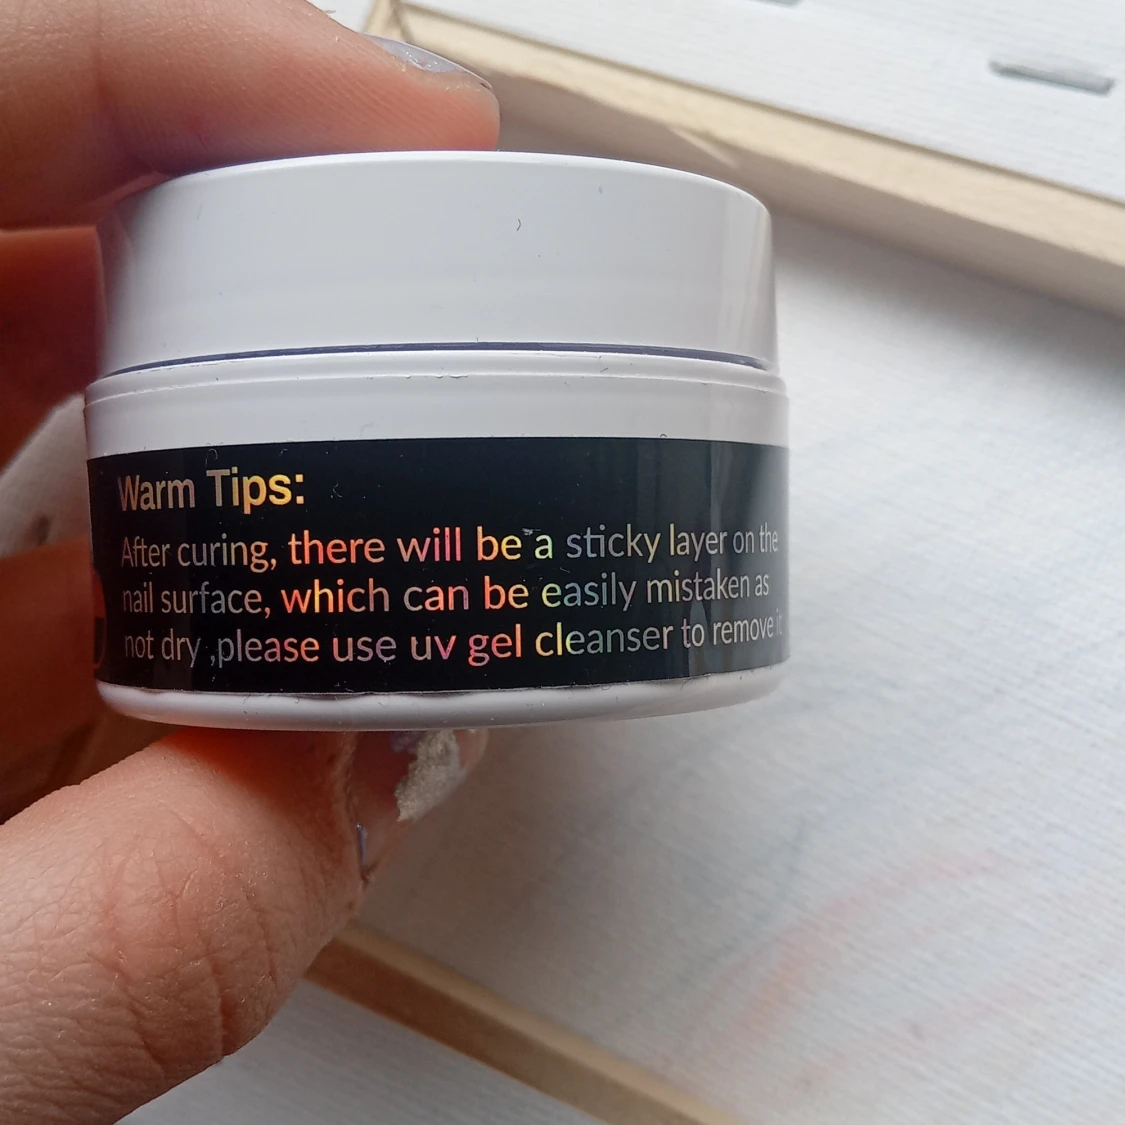 Warm Tips:
After curing, there will be a sticky layer on the
nail surface, which can be easily mistaken as
not dry ,please use uv gel cleanser to remove it